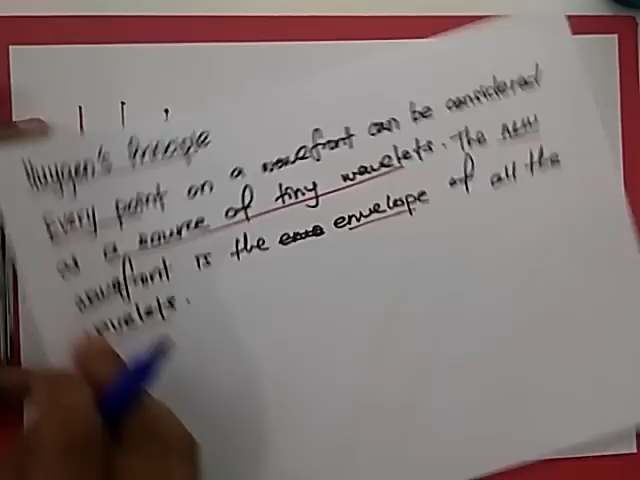 Huygen's Principle
Every point on a wavefront can be considered
as a source of tiny wavelets. The new
wavefront is the envelope of all the
wavelets.